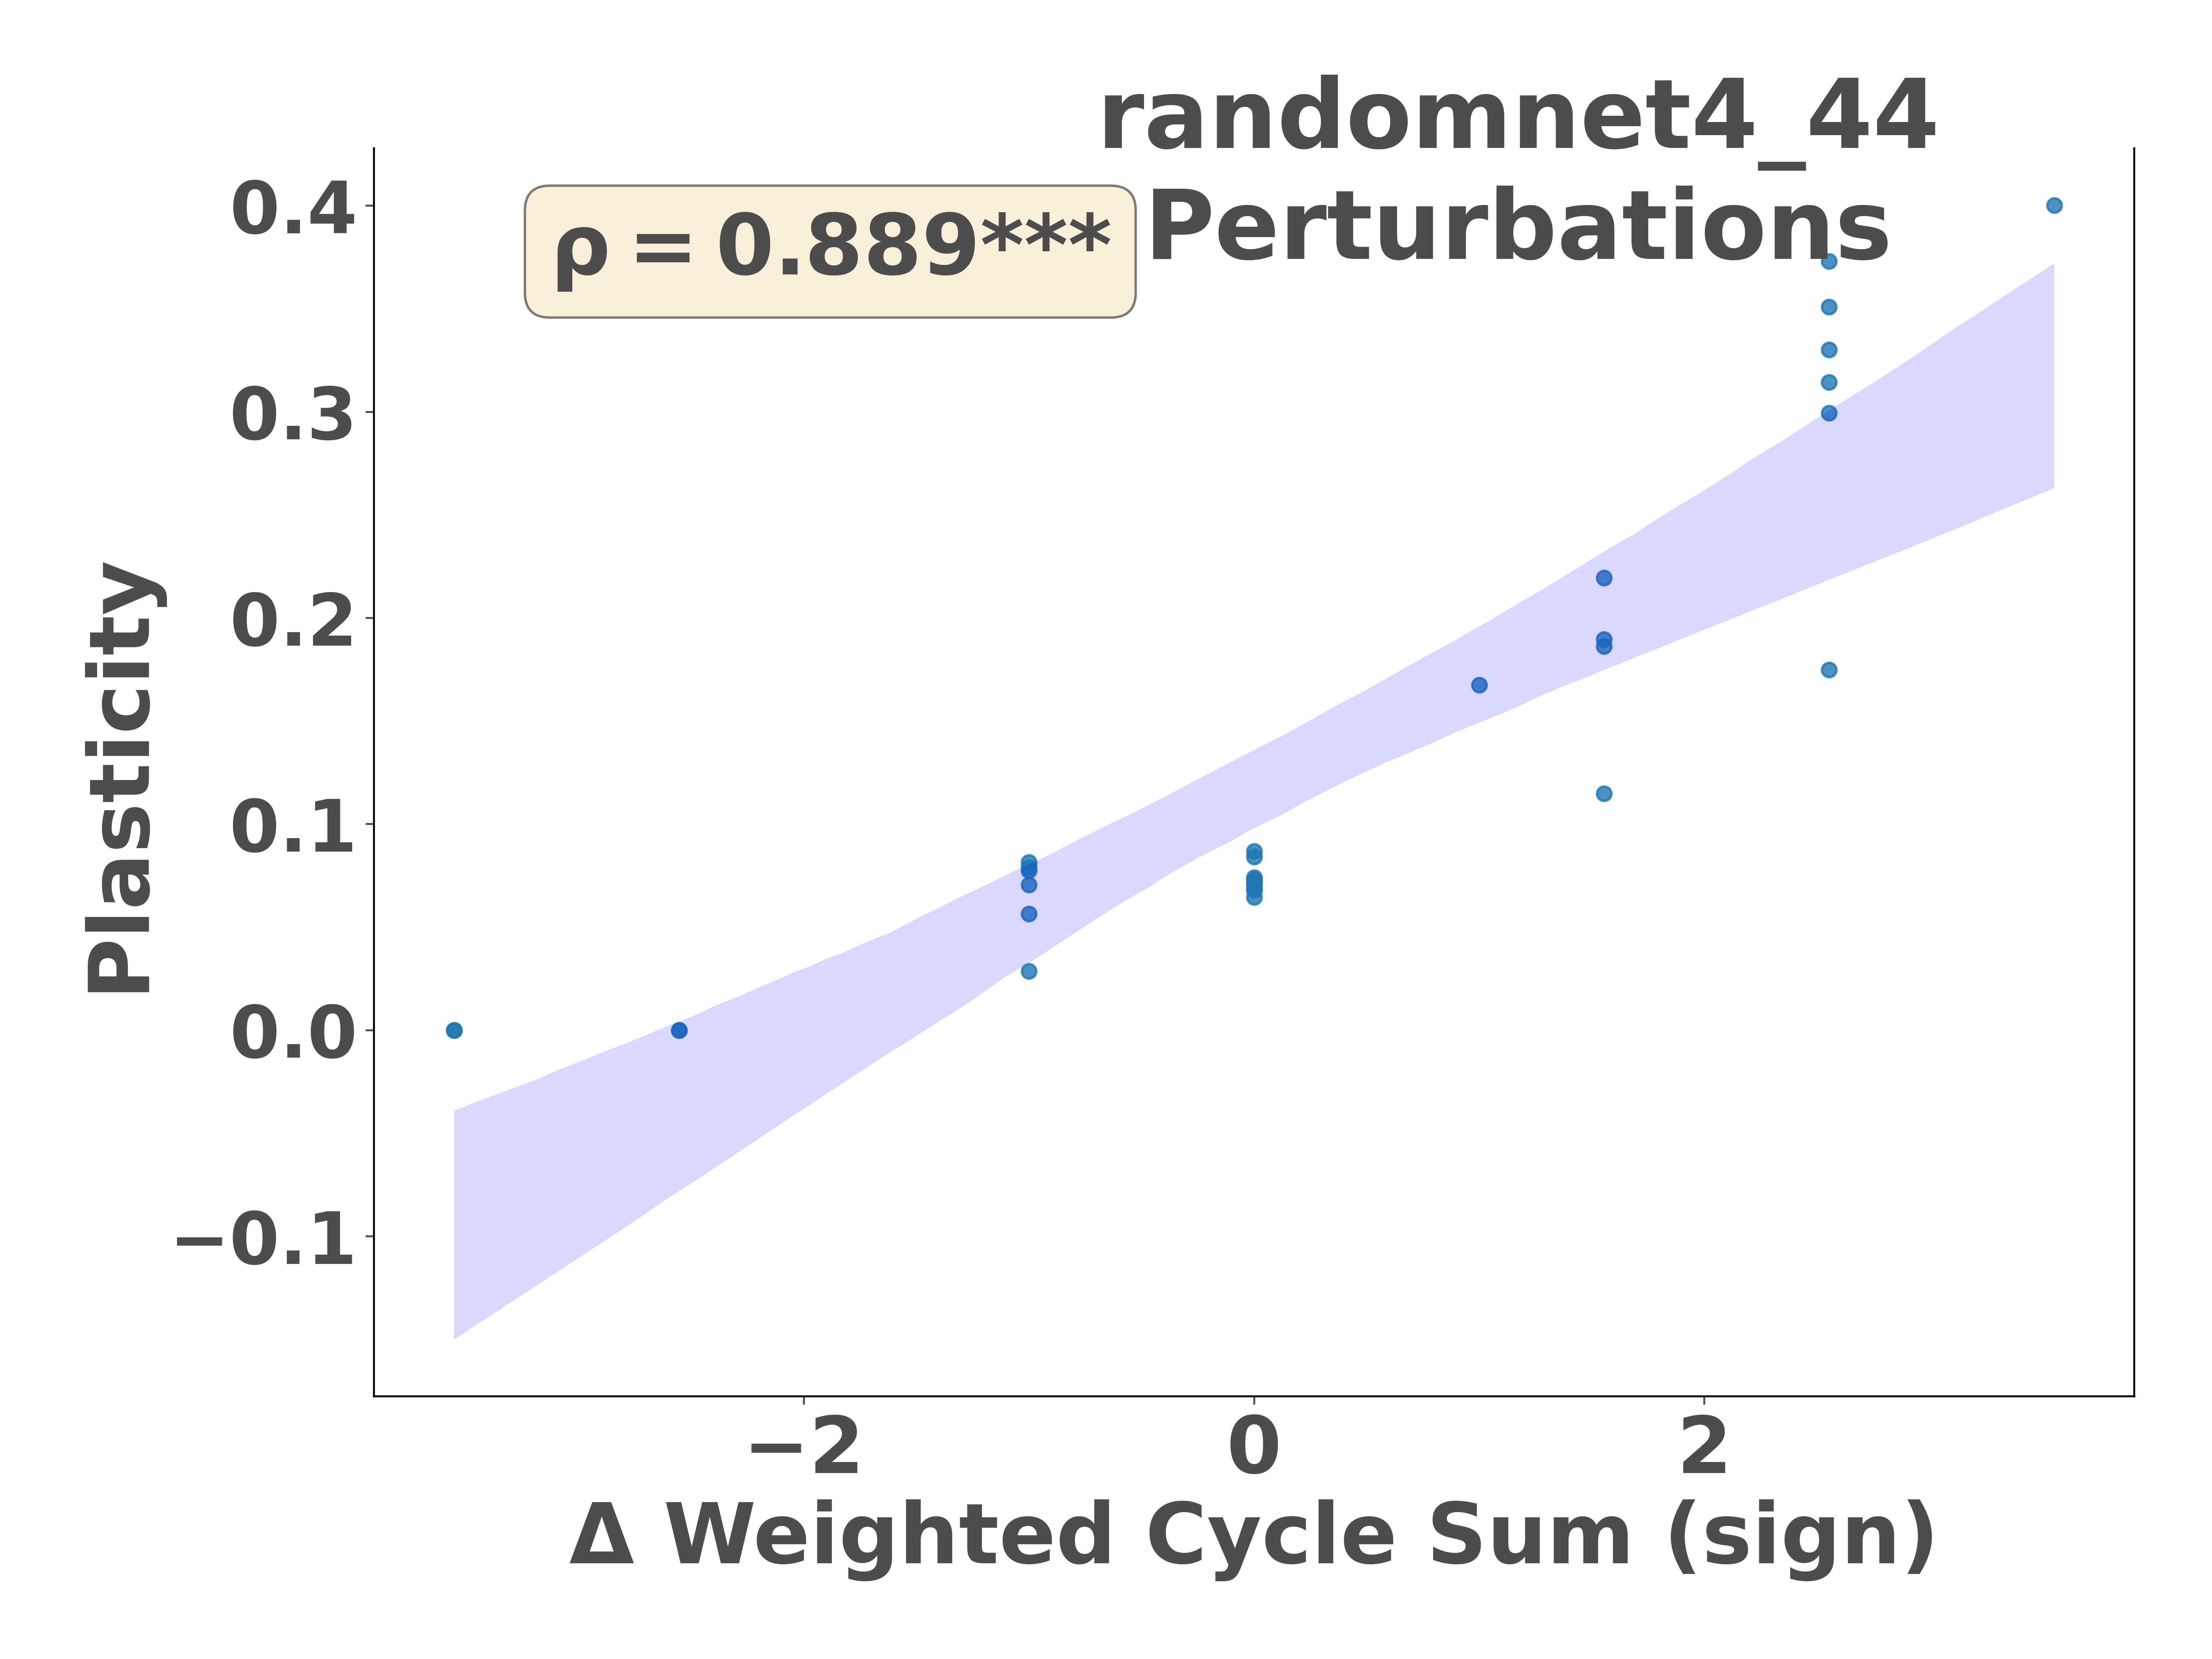 randomnet4_44
Perturbations
ρ = 0.889***
Plasticity
0.4
0.3
0.2
0.1
0.0
−0.1
−2
0
2
Δ Weighted Cycle Sum (sign)